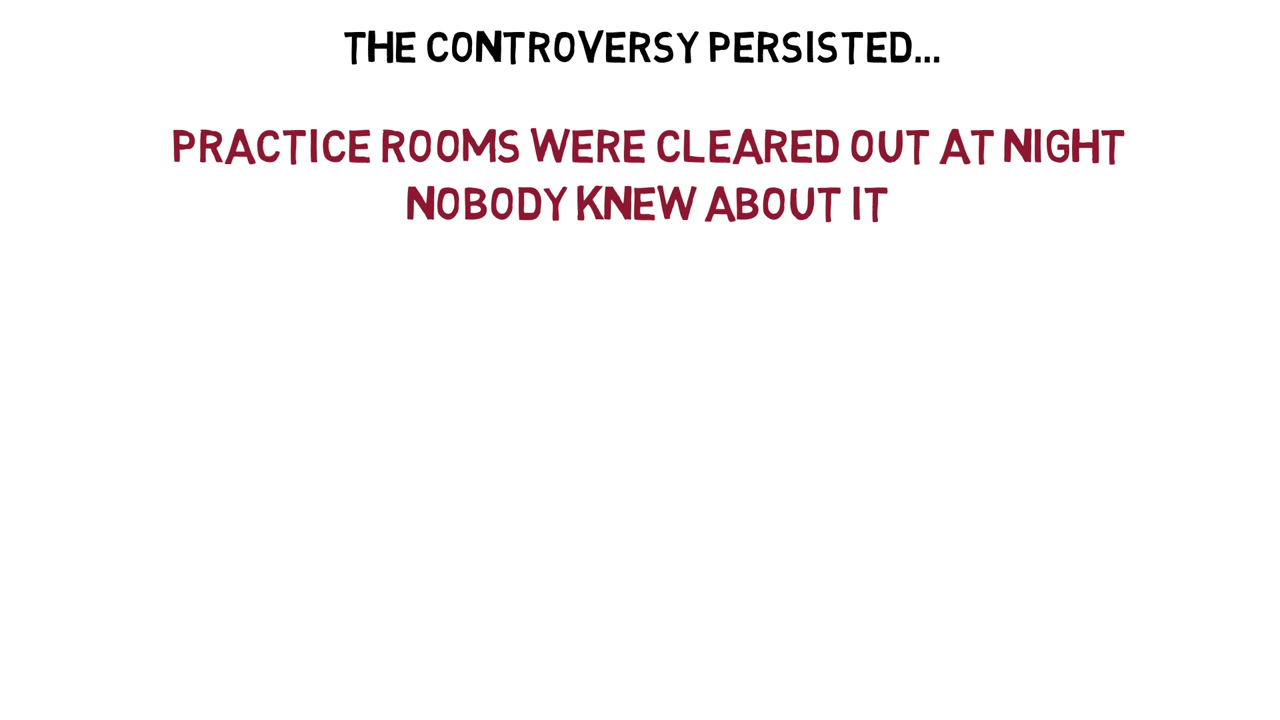 THE CONTROVERSY PERSISTED...
PRACTICE ROOMS WERE CLEARED OUT AT NIGHT
NOBODY KNEW ABOUT IT